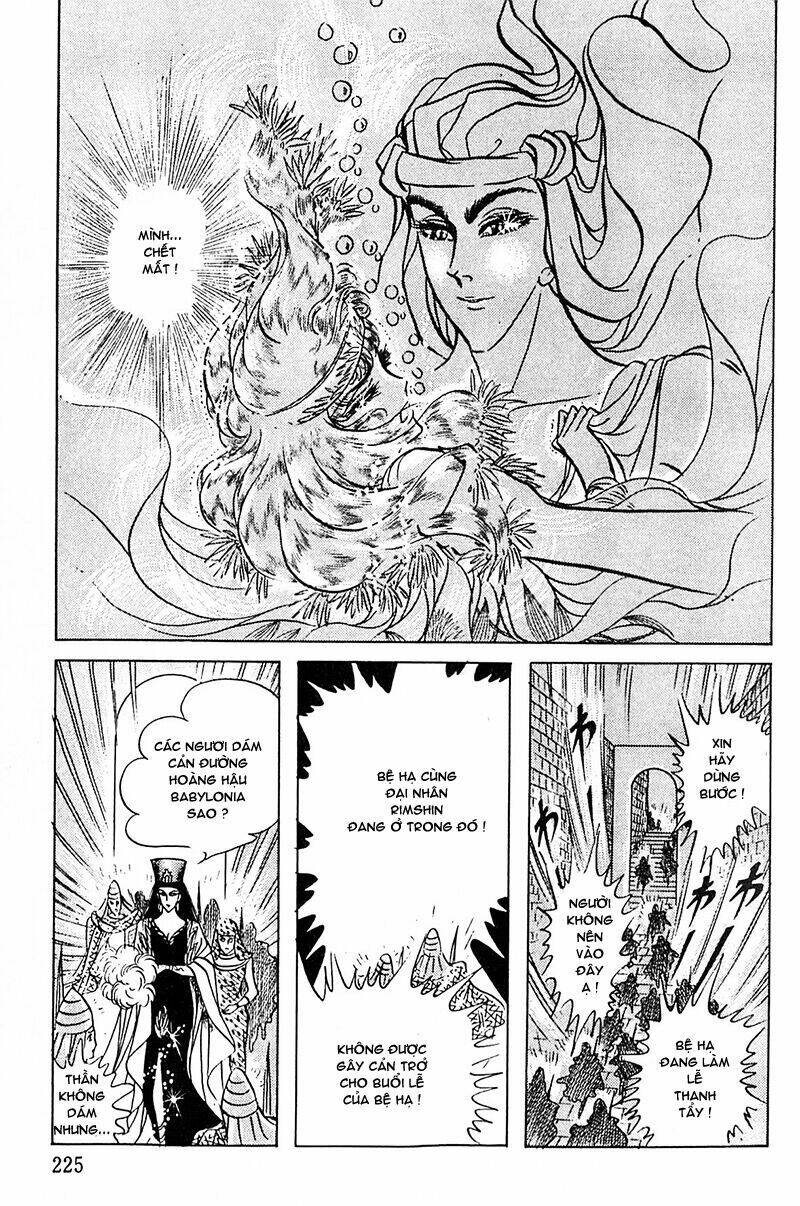 MÌNH...
CHẾT
MẤT !
XIN
HÃY
DỪNG
BƯỚC !
NGƯỜI
KHÔNG
NÊN
VÀO
ĐÂY
Ạ !
BỆ HẠ
ĐANG LÀM
LỄ
THANH
TẨY !
BỆ HẠ CÙNG
ĐẠI NHÂN
RIMSHIN
ĐANG Ở TRONG ĐÓ !
KHÔNG ĐƯỢC
GÂY CẢN TRỞ
CHO BUỔI LỄ
CỦA BỆ HẠ !
CÁC NGƯƠI DÁM
CẢN ĐƯỜNG
HOÀNG HẬU
BABYLONIA
SAO ?
THẦN
KHÔNG
DÁM
NHƯNG...
225